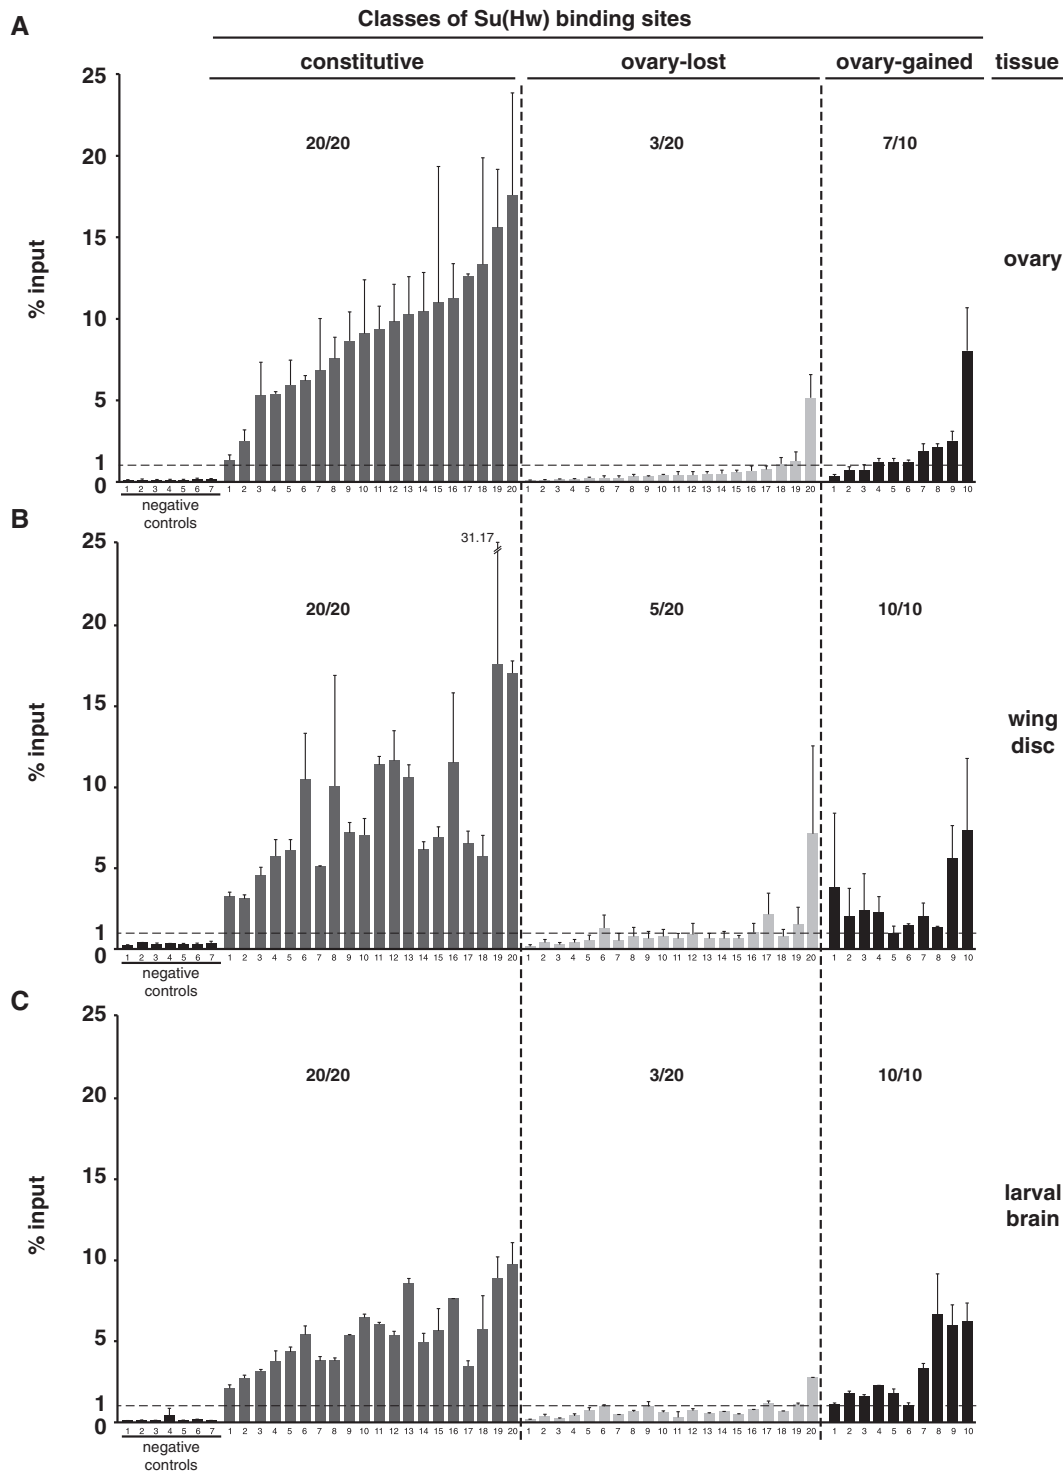 A
Classes of Su(Hw) binding sites
constitutive ovary-lost ovary-gained tissue
25
20/20 3/20 7/10
20
15
ovary
% input
10
5
1
0
1 2 3 4 5 6 7 1 2 3 4 5 6 7 8 9 10 11 12 13 14 15 16 17 18 19 20 1 2 3 4 5 6 7 8 9 10 11 12 13 14 15 16 17 18 19 20 1 2 3 4 5 6 7 8 9 10
negative
controls
B
25
31.17
20/20 5/20 10/10
20
15
wing
disc
% input
10
5
1
0
1 2 3 4 5 6 7 1 2 3 4 5 6 7 8 9 10 11 12 13 14 15 16 17 18 19 20 1 2 3 4 5 6 7 8 9 10 11 12 13 14 15 16 17 18 19 20 1 2 3 4 5 6 7 8 9 10
negative
controls
C
25
20/20 3/20 10/10
20
15
larval
brain
% input
10
5
1
0
1 2 3 4 5 6 7 1 2 3 4 5 6 7 8 9 10 11 12 13 14 15 16 17 18 19 20 1 2 3 4 5 6 7 8 9 10 11 12 13 14 15 16 17 18 19 20 1 2 3 4 5 6 7 8 9 10
negative
controls